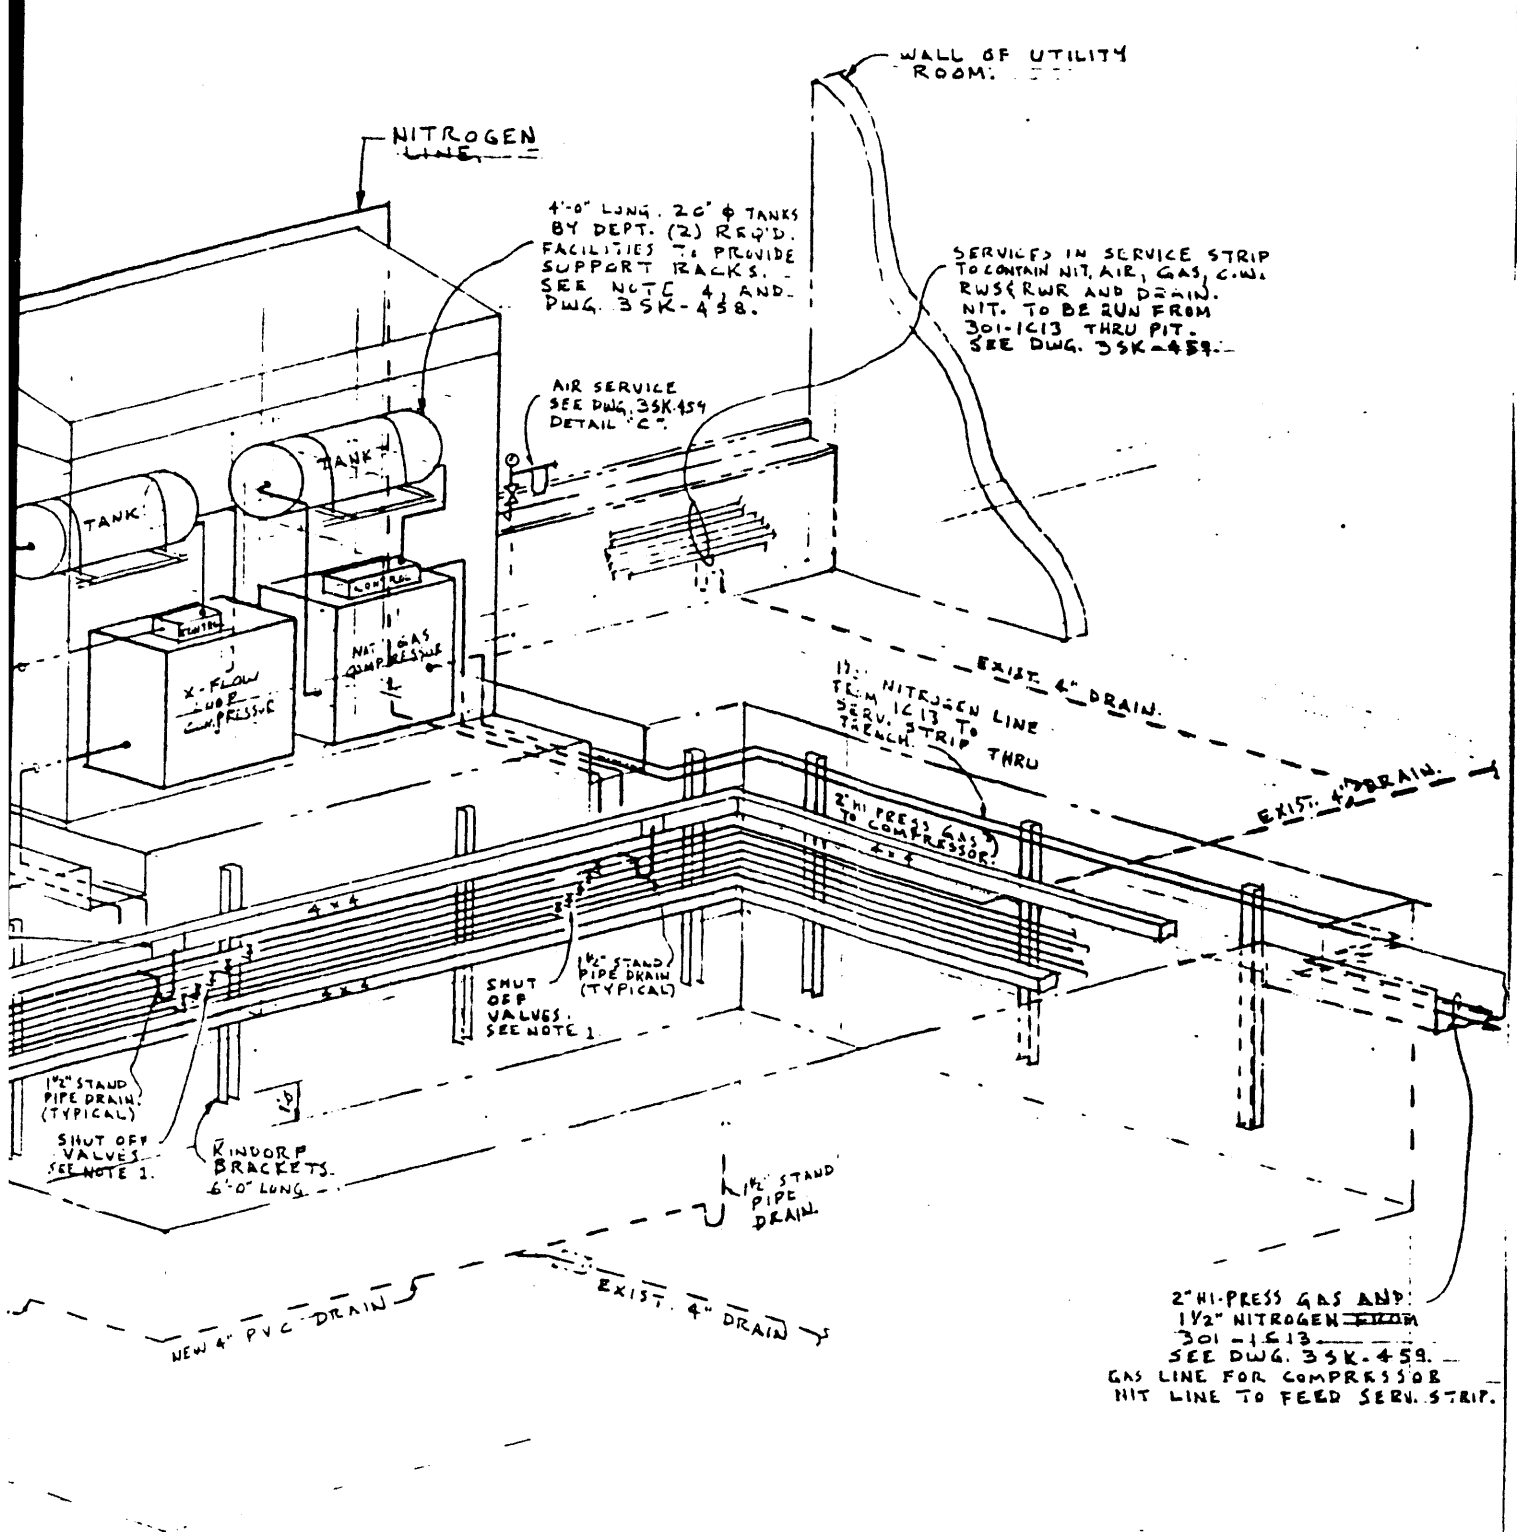 WALL OF UTILITY
ROOM.
NITROGEN
LINE.
4'-0" LONG. 20" φ TANKS
BY DEPT. (2) REQ'D.
FACILITIES TO PROVIDE
SUPPORT RACKS.
SEE NOTE 4, AND
DWG. 3SK-458.
SERVICES IN SERVICE STRIP
TO CONTAIN NIT, AIR, GAS, C.W.
RWS & RWR AND DRAIN.
NIT. TO BE RUN FROM
301-1C13 THRU PIT.
SEE DWG. 3SK-459.
AIR SERVICE
SEE DWG. 3SK-459
DETAIL "C".
TANK
TANK
CONTROL
CONTRL
NAT GAS
COMPRESSOR
X-FLOW
COMPRESSOR
EXIST. 4" DRAIN.
NITROGEN LINE
FROM 1C13 TO
SERV. STRIP THRU
TRENCH.
EXIST. 4" DRAIN.
2" HI PRESS GAS
TO COMPRESSOR.
4 x 4
4 x 4
4 x 4
1½" STAND
PIPE DRAIN
(TYPICAL)
SHUT
OFF
VALVES.
SEE NOTE 1.
1½" STAND
PIPE DRAIN.
(TYPICAL)
SHUT OFF
VALVES
SEE NOTE 1.
KINDORF
BRACKETS.
6'-0" LONG
1½" STAND
PIPE
DRAIN.
NEW 4" PVC DRAIN
EXIST. 4" DRAIN
2" HI-PRESS GAS AND
1½" NITROGEN FROM
301-1C13
SEE DWG. 3SK-459.
GAS LINE FOR COMPRESSOR
NIT LINE TO FEED SERV. STRIP.